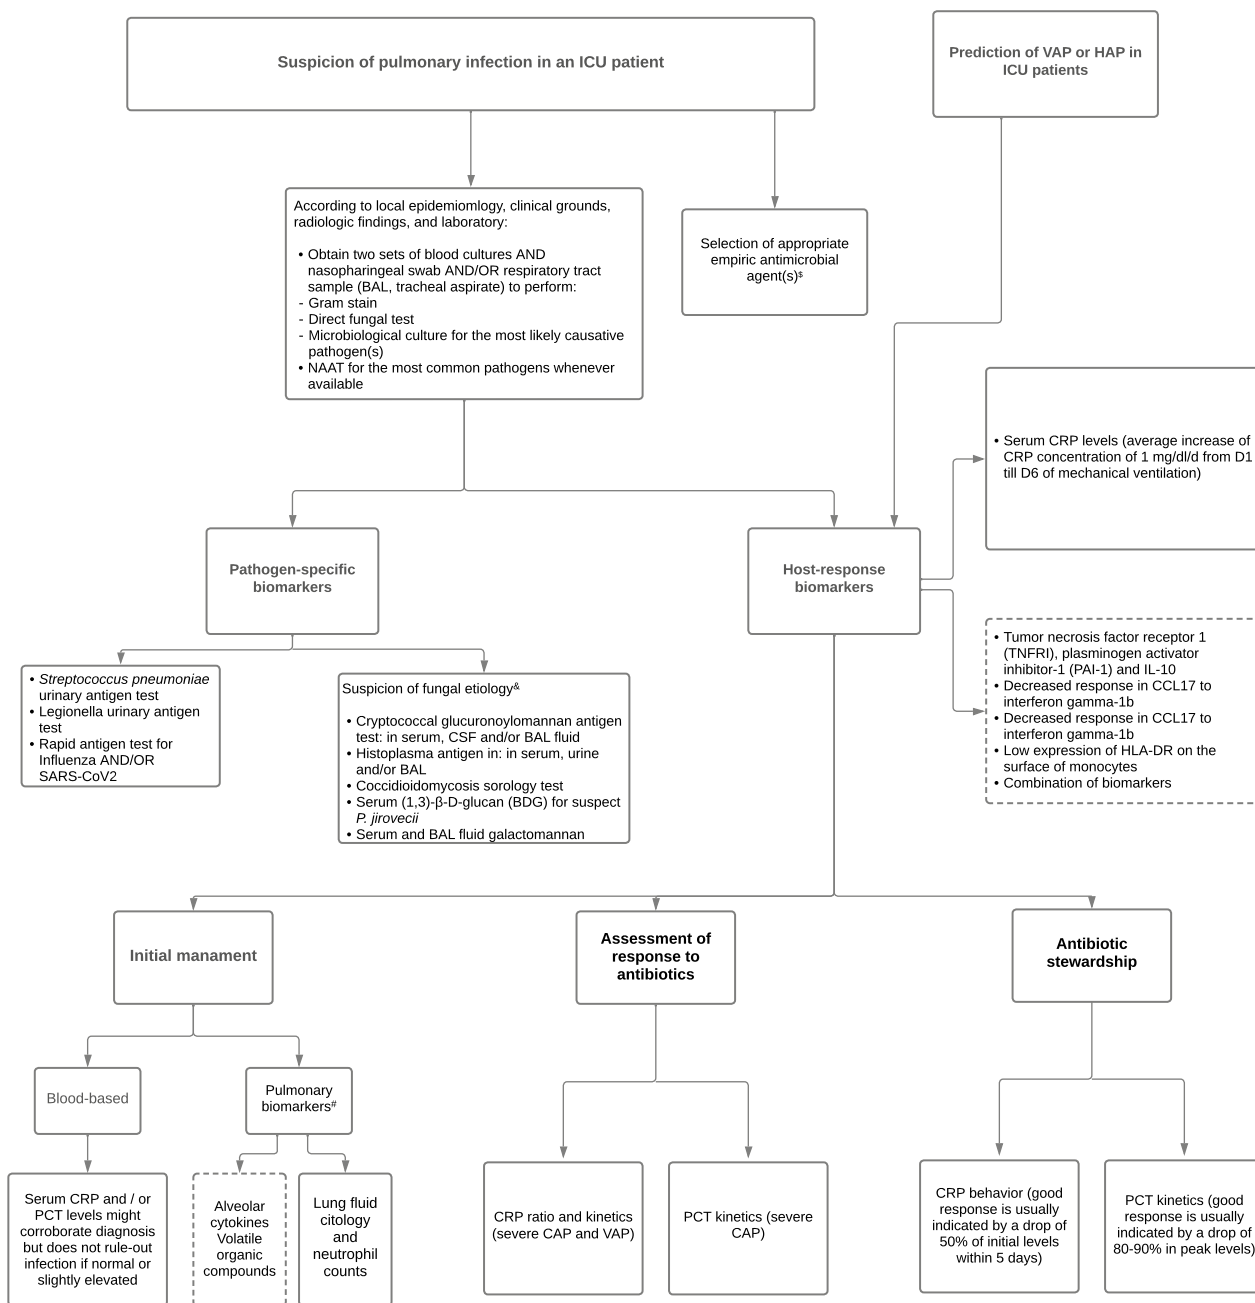 Suspicion of pulmonary infection in an ICU patient
Prediction of VAP or HAP in
ICU patients
According to local epidemiomlogy, clinical grounds,
radiologic findings, and laboratory:
• Obtain two sets of blood cultures AND
nasopharingeal swab AND/OR respiratory tract
sample (BAL, tracheal aspirate) to perform:
- Gram stain
- Direct fungal test
- Microbiological culture for the most likely causative
pathogen(s)
• NAAT for the most common pathogens whenever
available
Selection of appropriate
empiric antimicrobial
agent(s)$
• Serum CRP levels (average increase of
CRP concentration of 1 mg/dl/d from D1
till D6 of mechanical ventilation)
Pathogen-specific
biomarkers
Host-response
biomarkers
• Tumor necrosis factor receptor 1
(TNFRI), plasminogen activator
inhibitor-1 (PAI-1) and IL-10
• Decreased response in CCL17 to
interferon gamma-1b
• Decreased response in CCL17 to
interferon gamma-1b
• Low expression of HLA-DR on the
surface of monocytes
• Combination of biomarkers
• Streptococcus pneumoniae
urinary antigen test
• Legionella urinary antigen
test
• Rapid antigen test for
Influenza AND/OR
SARS-CoV2
Suspicion of fungal etiology&
• Cryptococcal glucuronoylomannan antigen
test: in serum, CSF and/or BAL fluid
• Histoplasma antigen in: in serum, urine
and/or BAL
• Coccidioidomycosis sorology test
• Serum (1,3)-β-D-glucan (BDG) for suspect
P. jirovecii
• Serum and BAL fluid galactomannan
Initial manament
Assessment of
response to
antibiotics
Antibiotic
stewardship
Blood-based
Pulmonary
biomarkers#
Serum CRP and / or
PCT levels might
corroborate diagnosis
but does not rule-out
infection if normal or
slightly elevated
Alveolar
cytokines
Volatile
organic
compounds
Lung fluid
citology
and
neutrophil
counts
CRP ratio and kinetics
(severe CAP and VAP)
PCT kinetics (severe
CAP)
CRP behavior (good
response is usually
indicated by a drop of
50% of initial levels
within 5 days)
PCT kinetics (good
response is usually
indicated by a drop of
80-90% in peak levels)